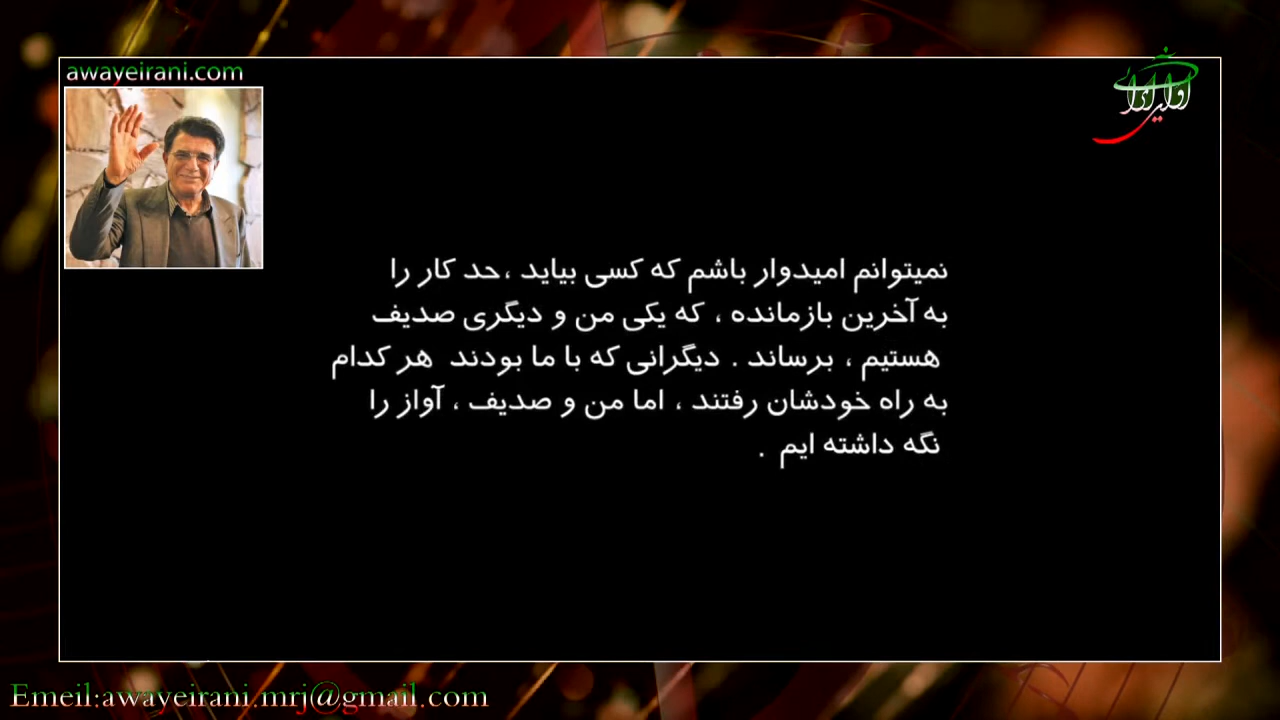 awayeirani.com
آوای ایرانی
نمیتوانم امیدوار باشم که کسی بیاید ،حد کار را
به آخرین بازمانده ، که یکی من و دیگری صدیف
هستیم ، برساند . دیگرانی که با ما بودند هر کدام
به راه خودشان رفتند ، اما من و صدیف ، آواز را
نگه داشته ایم .
Emeil:awayeirani.mrj@gmail.com